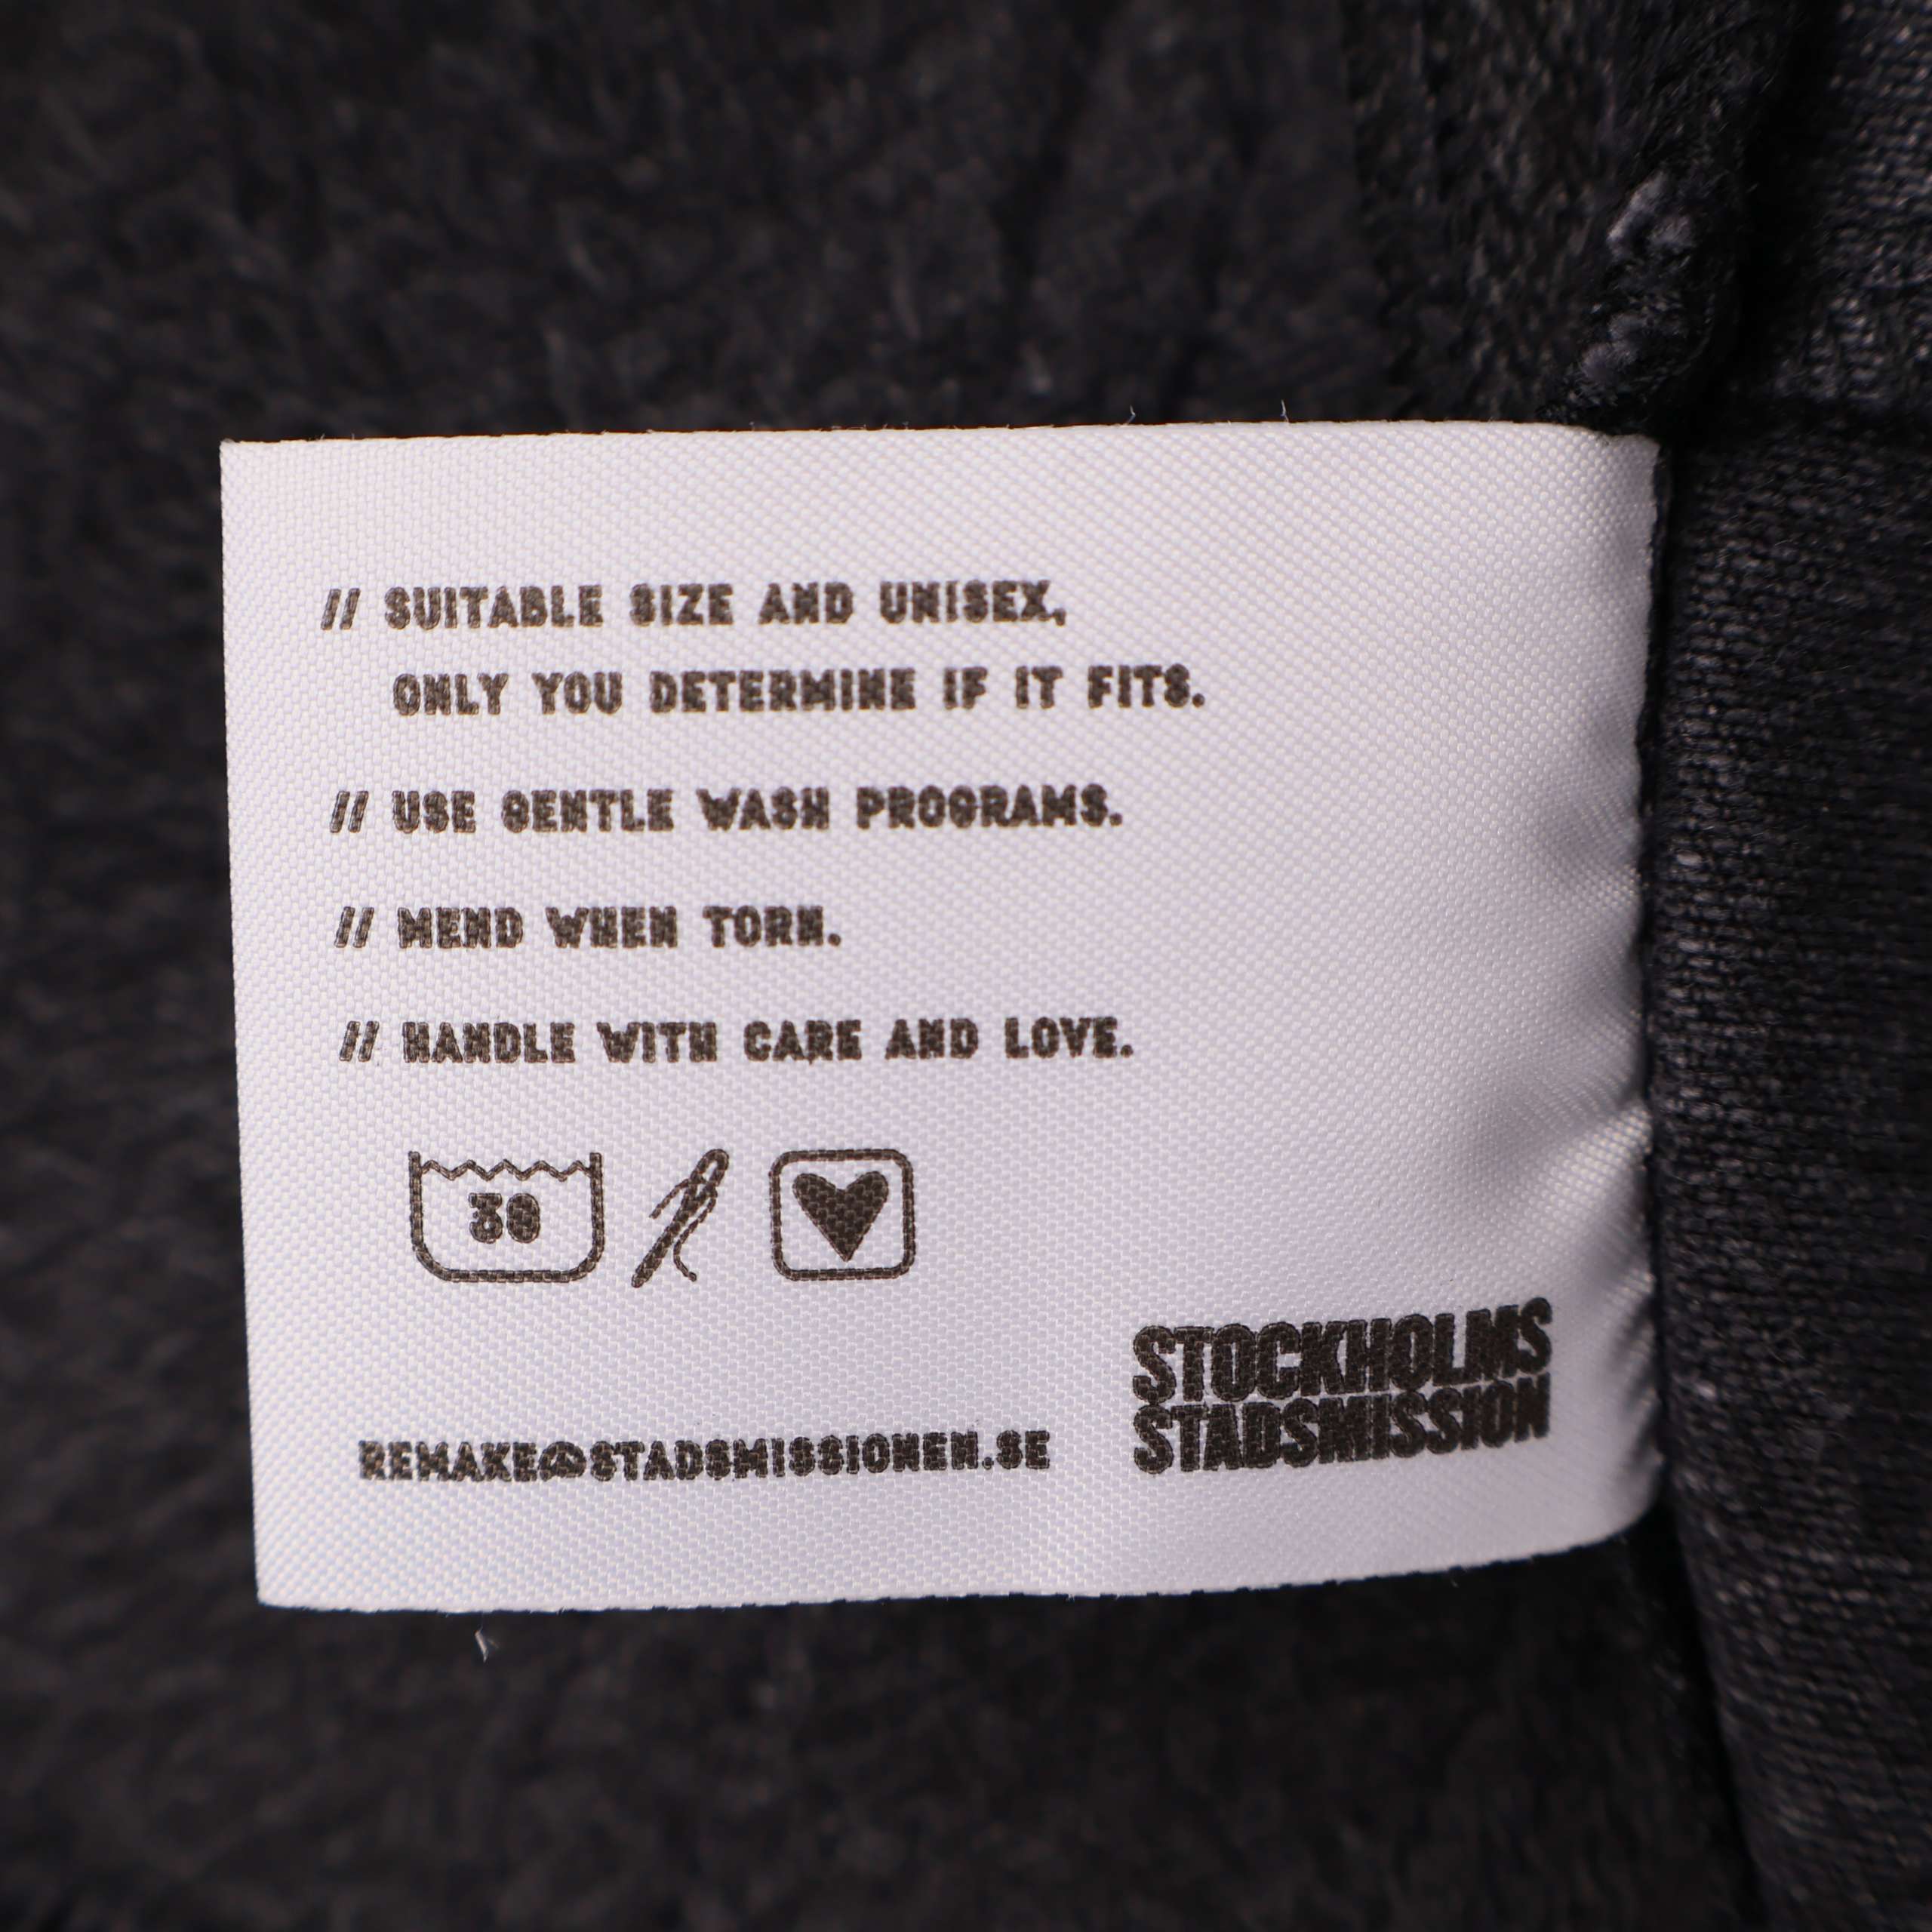 // SUITABLE SIZE AND UNISEX,
ONLY YOU DETERMINE IF IT FITS.
// USE GENTLE WASH PROGRAMS.
// MEND WHEN TORN.
// HANDLE WITH CARE AND LOVE.
30
REMAKE@STADSMISSIONEN.SE
STOCKHOLMS
STADSMISSION